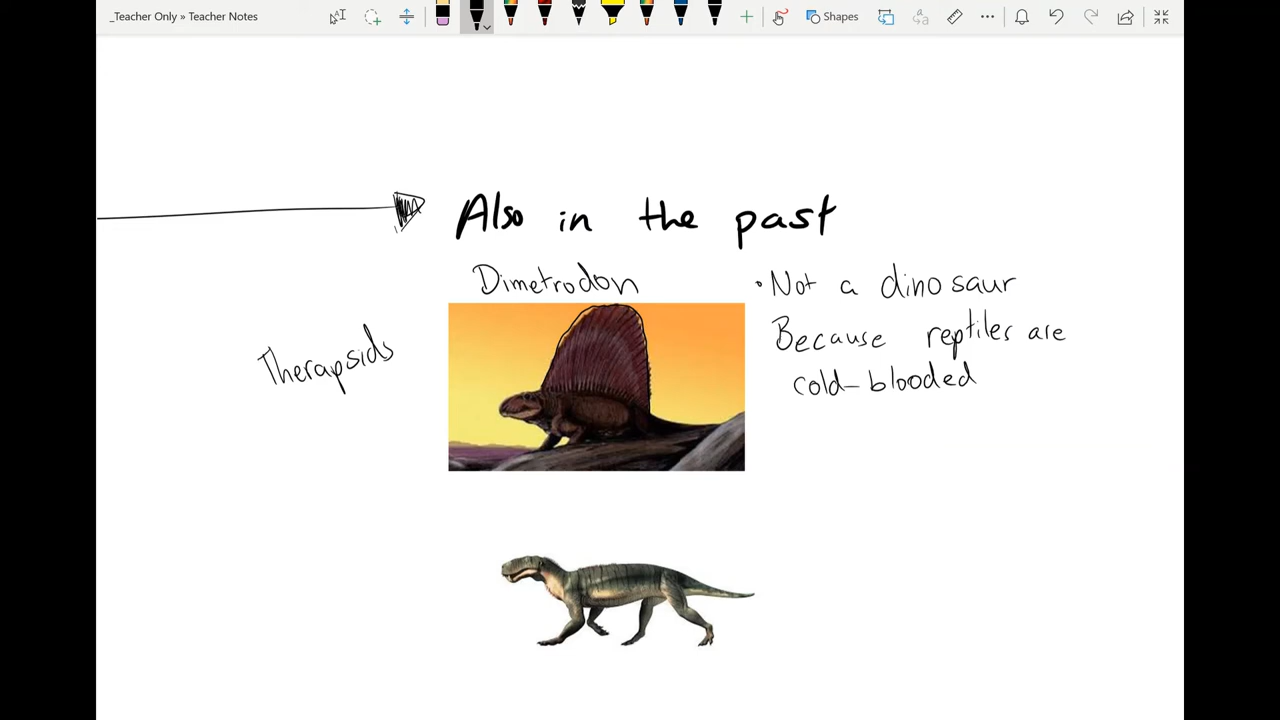 _Teacher Only » Teacher Notes
Shapes
Also in the past
Dimetrodon
• Not a dinosaur
Because reptiles are
cold-blooded
Therapsids